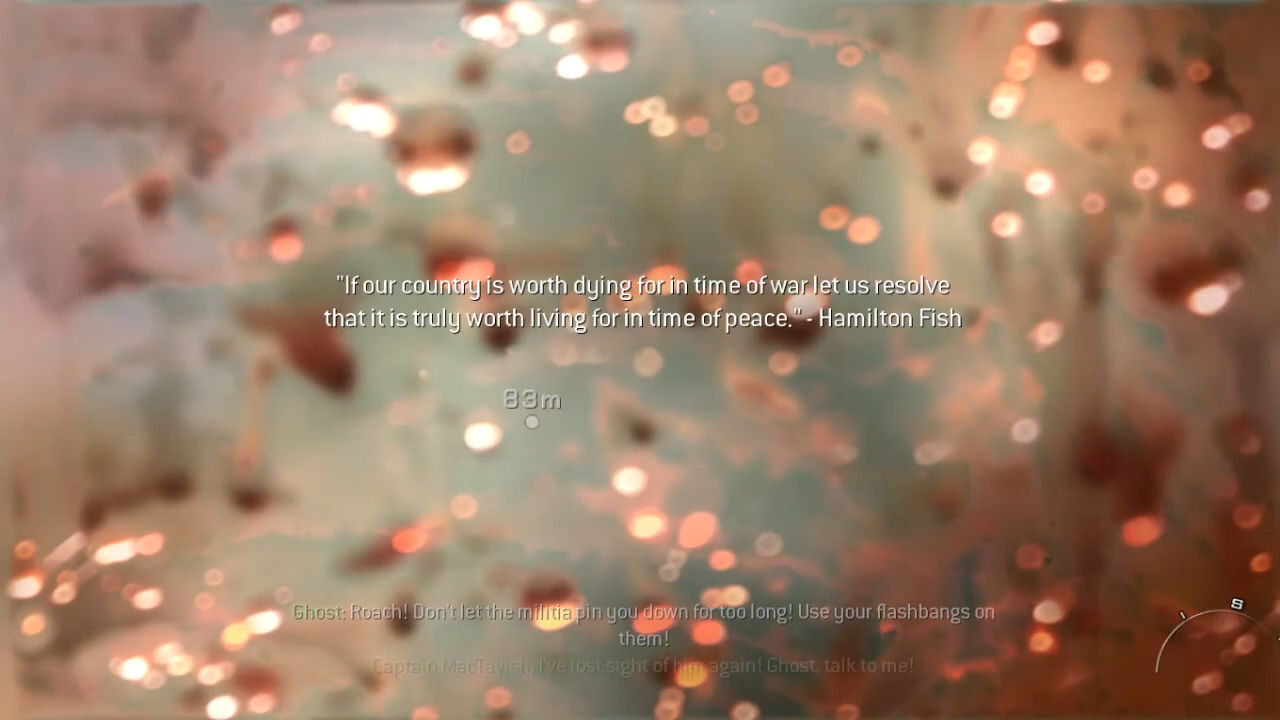 "If our country is worth dying for in time of war let us resolve
that it is truly worth living for in time of peace." - Hamilton Fish
83m
Ghost: Roach! Don't let the militia pin you down for too long! Use your flashbangs on
them!
Captain MacTavish: I've lost sight of him again! Ghost, talk to me!
S